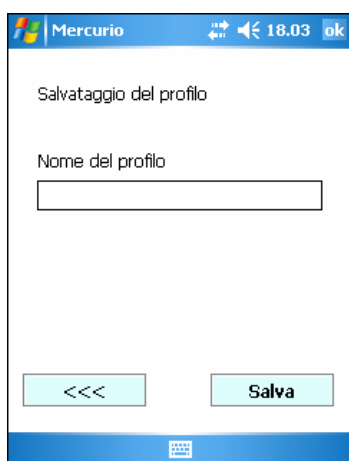 Mercurio 18.03 ok
Salvataggio del profilo
Nome del profilo
<<< Salva